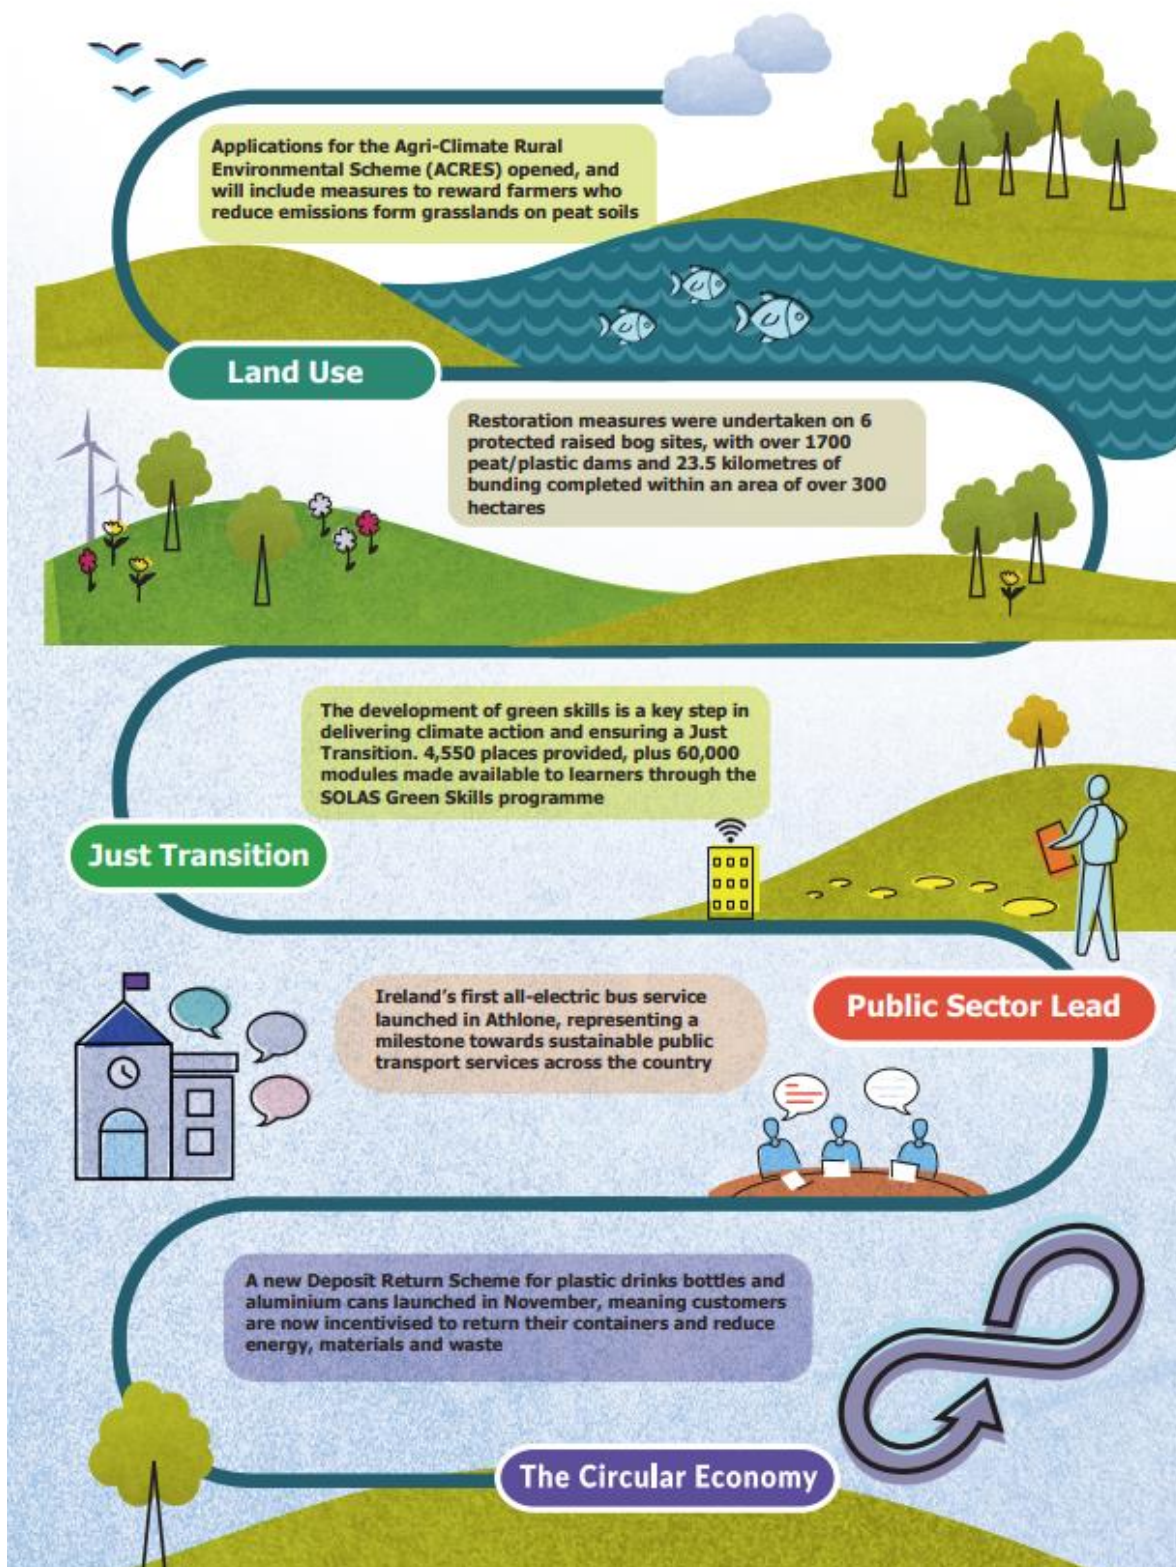 Applications for the Agri-Climate Rural
Environmental Scheme (ACRES) opened, and
will include measures to reward farmers who
reduce emissions form grasslands on peat soils
Land Use
Restoration measures were undertaken on 6
protected raised bog sites, with over 1700
peat/plastic dams and 23.5 kilometres of
bunding completed within an area of over 300
hectares
The development of green skills is a key step in
delivering climate action and ensuring a Just
Transition. 4,550 places provided, plus 60,000
modules made available to learners through the
SOLAS Green Skills programme
Just Transition
Ireland's first all-electric bus service
launched in Athlone, representing a
milestone towards sustainable public
transport services across the country
Public Sector Lead
A new Deposit Return Scheme for plastic drinks bottles and
aluminium cans launched in November, meaning customers
are now incentivised to return their containers and reduce
energy, materials and waste
The Circular Economy